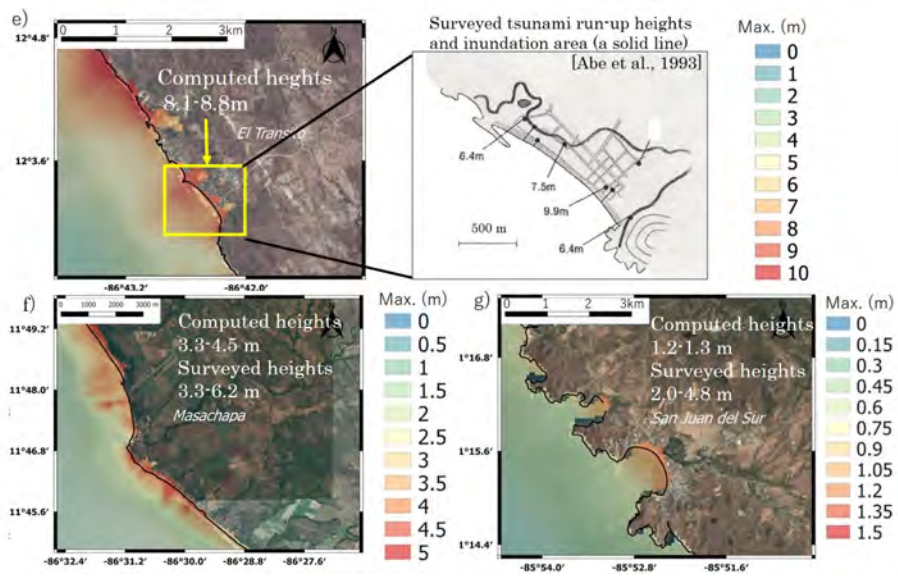 e)
0 1 2 3km
12°4.8'
12°3.6'
Computed heghts
8.1-8.8m
El Transito
-86°43.2' -86°42.0'
Surveyed tsunami run-up heights
and inundation area (a solid line)
[Abe et al., 1993]
6.4m
7.5m
9.9m
6.4m
500 m
Max. (m)
0
1
2
3
4
5
6
7
8
9
10
f)
0 1000 2000 3000 m
11°49.2'
11°48.0'
11°46.8'
11°45.6'
Computed heights
3.3-4.5 m
Surveyed heights
3.3-6.2 m
Masachapa
-86°32.4' -86°31.2' -86°30.0' -86°28.8' -86°27.6'
Max. (m)
0
0.5
1
1.5
2
2.5
3
3.5
4
4.5
5
g)
0 1 2 3km
1°16.8'
1°15.6'
1°14.4'
Computed heights
1.2-1.3 m
Surveyed heights
2.0-4.8 m
San Juan del Sur
-85°54.0' -85°52.8' -85°51.6'
Max. (m)
0
0.15
0.3
0.45
0.6
0.75
0.9
1.05
1.2
1.35
1.5